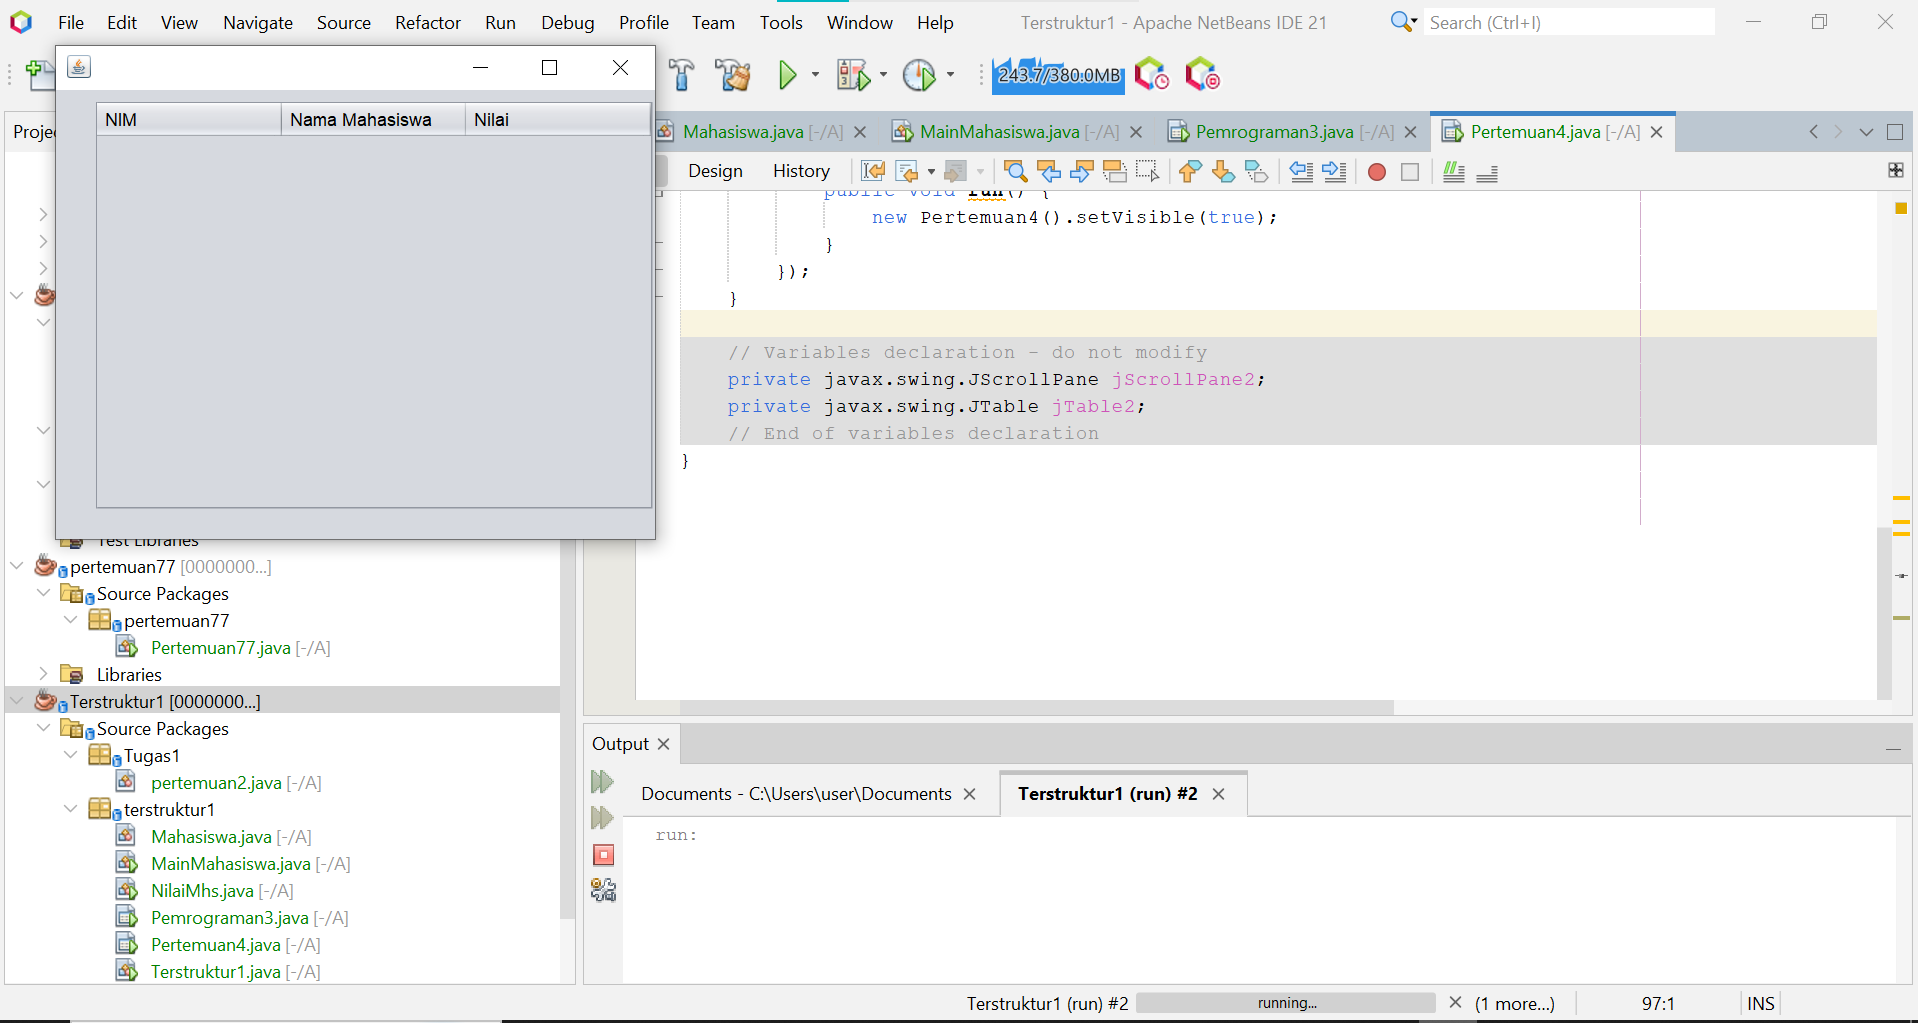 File Edit View Navigate Source Refactor Run Debug Profile Team Tools Window Help
Terstruktur1 - Apache NetBeans IDE 21
Search (Ctrl+I)
243.7/380.0MB
NIM Nama Mahasiswa Nilai
Mahasiswa.java [-/A]
MainMahasiswa.java [-/A]
Pemrograman3.java [-/A]
Pertemuan4.java [-/A]
Design History
public void run() {
new Pertemuan4().setVisible(true);
}
});
}
// Variables declaration - do not modify
private javax.swing.JScrollPane jScrollPane2;
private javax.swing.JTable jTable2;
// End of variables declaration
}
Test Libraries
pertemuan77 [0000000...]
Source Packages
pertemuan77
Pertemuan77.java [-/A]
Libraries
Terstruktur1 [0000000...]
Source Packages
Tugas1
pertemuan2.java [-/A]
terstruktur1
Mahasiswa.java [-/A]
MainMahasiswa.java [-/A]
NilaiMhs.java [-/A]
Pemrograman3.java [-/A]
Pertemuan4.java [-/A]
Terstruktur1.java [-/A]
Output
Documents - C:\Users\user\Documents
Terstruktur1 (run) #2
run:
Terstruktur1 (run) #2
running...
(1 more...)
97:1
INS